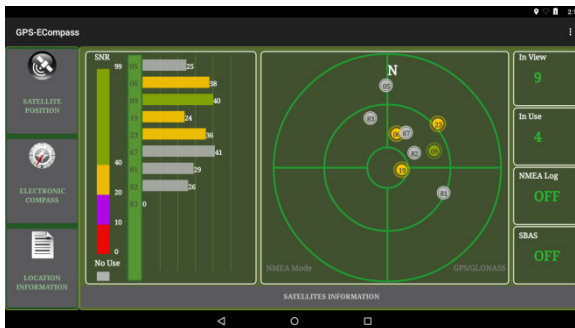 2:
GPS-ECompass
SATELLITE
POSITION
ELECTRONIC
COMPASS
LOCATION
INFORMATION
SNR
99
40
20
10
0
No Use
05 25
06 38
09 40
19 24
23 36
67 41
81 29
82 26
83 0
N
05
83
23
06 67
82 09
19
81
NMEA Mode GPS/GLONASS
In View
9
In Use
4
NMEA Log
OFF
SBAS
OFF
SATELLITES INFORMATION